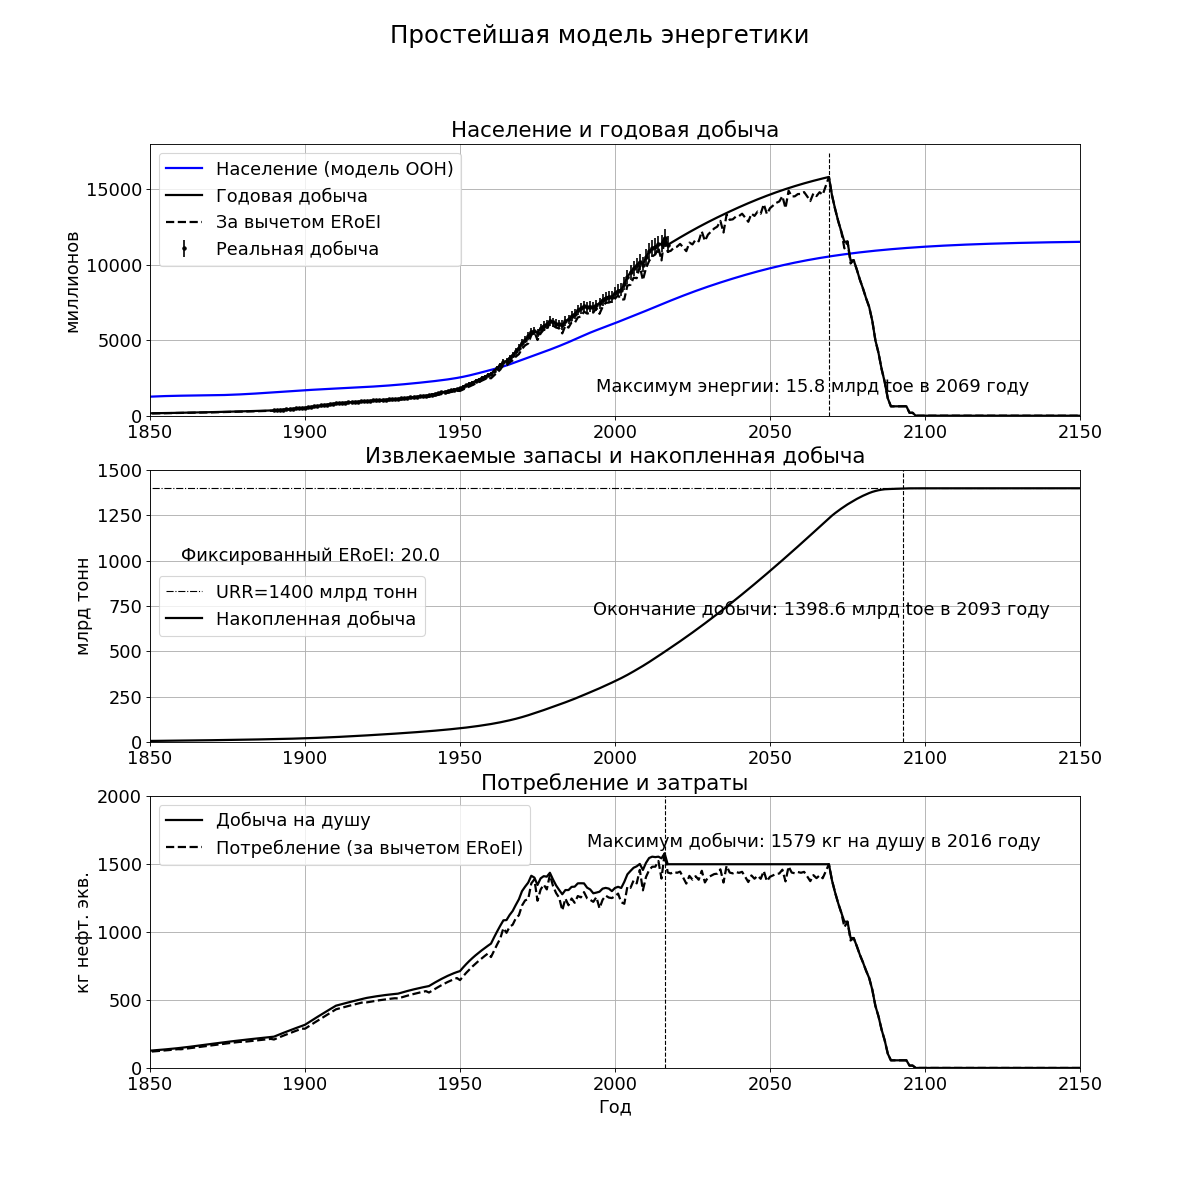 Простейшая модель энергетики
Население и годовая добыча
миллионов
15000
10000
5000
0
Население (модель ООН)
Годовая добыча
За вычетом ERoEI
Реальная добыча
Максимум энергии: 15.8 млрд toe в 2069 году
1850 1900 1950 2000 2050 2100 2150
Извлекаемые запасы и накопленная добыча
млрд тонн
1500
1250
1000
750
500
250
0
Фиксированный ERoEI: 20.0
URR=1400 млрд тонн
Накопленная добыча
Окончание добычи: 1398.6 млрд toe в 2093 году
1850 1900 1950 2000 2050 2100 2150
Потребление и затраты
кг нефт. экв.
2000
1500
1000
500
0
Добыча на душу
Потребление (за вычетом ERoEI)
Максимум добычи: 1579 кг на душу в 2016 году
1850 1900 1950 2000 2050 2100 2150
Год